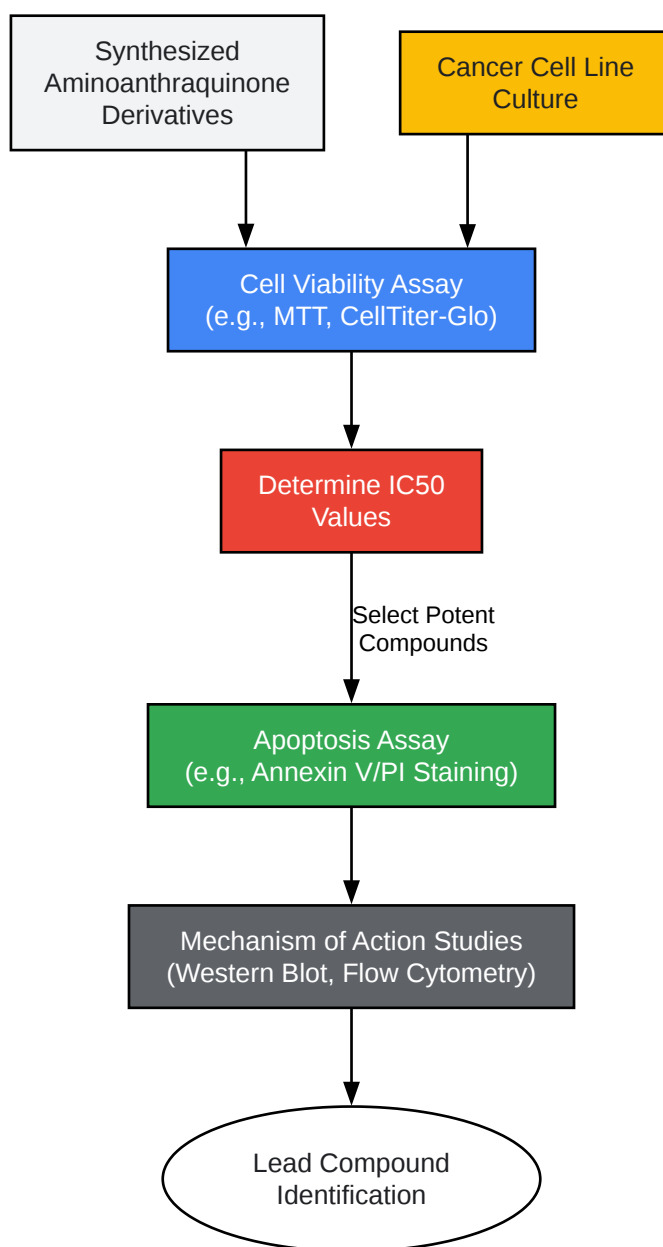 Synthesized
Aminoanthraquinone
Derivatives
Cancer Cell Line
Culture
Cell Viability Assay
(e.g., MTT, CellTiter-Glo)
Determine IC50
Values
Select Potent
Compounds
Apoptosis Assay
(e.g., Annexin V/PI Staining)
Mechanism of Action Studies
(Western Blot, Flow Cytometry)
Lead Compound
Identification